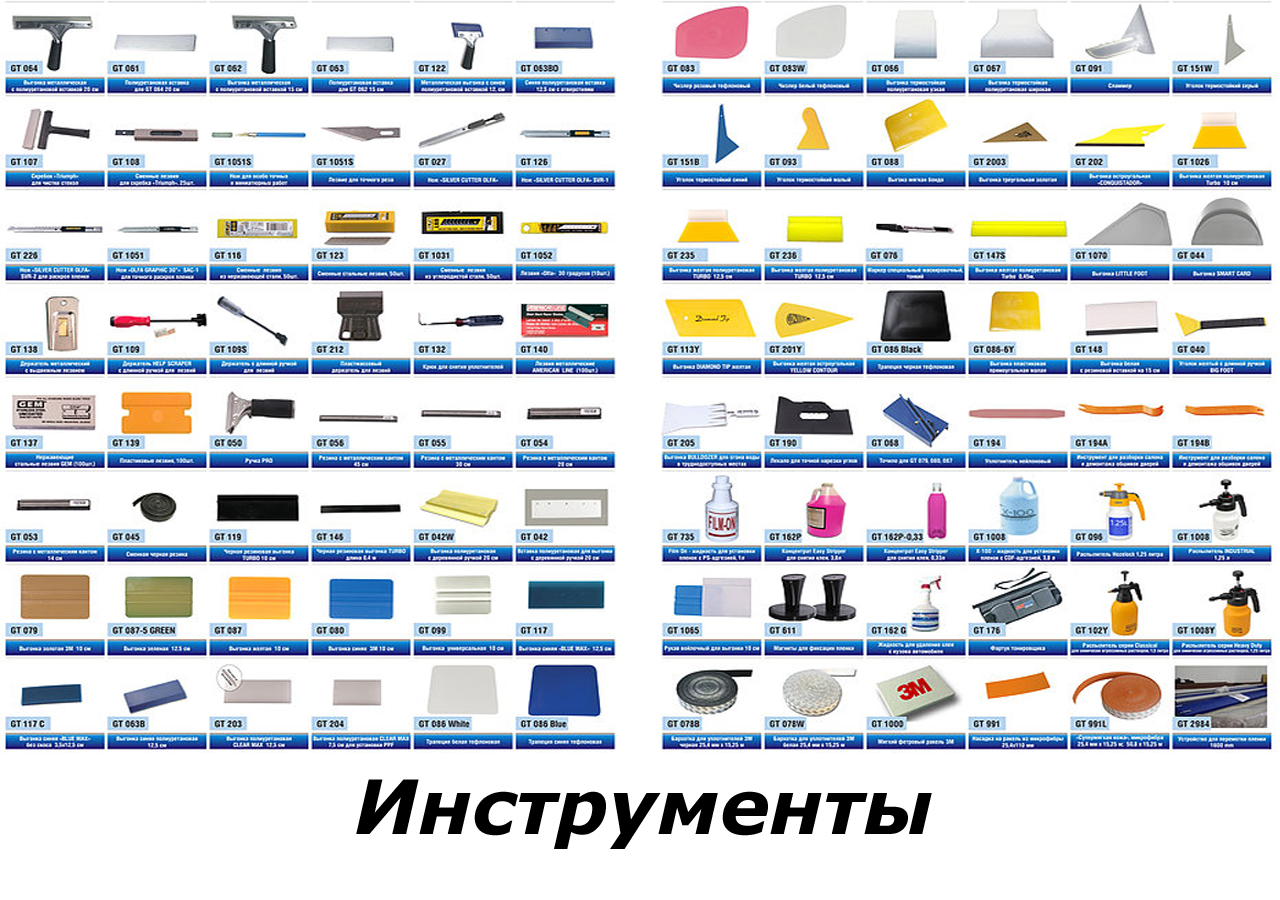 GT 064
Выгонка металлическая
с полиуретановой вставкой 20 см
GT 061
Полиуретановая вставка
для GT 064 20 см
GT 062
Выгонка металлическая
с полиуретановой вставкой 15 см
GT 063
Полиуретановая вставка
для GT 062 15 см
GT 122
Металлическая выгонка с синей
полиуретановой вставкой 12, см
GT 063BO
Синяя полиуретановая вставка
12,5 см с отверстиями
GT 107
Скребок «Triumph»
для чистки стекол
GT 108
Сменные лезвия
для скребка «Triumph», 25шт.
GT 1051S
Нож для особо точных
и миниатюрных работ
GT 1051S
Лезвие для точного реза
GT 027
Нож «SILVER CUTTER OLFA»
GT 126
Нож «SILVER CUTTER OLFA» SVR-1
GT 226
Нож «SILVER CUTTER OLFA»
SVR-2 для раскроя пленки
GT 1051
Нож «OLFA GRAPHIC 30°» SAC-1
для точного раскроя пленки
GT 116
Сменные лезвия
из нержавеющей стали, 50шт.
GT 123
Сменные стальные лезвия, 50шт.
GT 1031
Сменные лезвия
из углеродистой стали, 50шт.
GT 1052
Лезвия «Olfa» 30 градусов (10шт.)
GT 138
Держатель металлический
с выдвижным лезвием
GT 109
Держатель HELP SCRAPER
с длинной ручкой для лезвий
GT 109S
Держатель с длинной ручкой
для лезвий
GT 212
Пластмассовый
держатель для лезвий
GT 132
Крюк для снятия уплотнителей
GT 140
Лезвия металлические
AMERICAN LINE (100шт.)
GEM
GT 137
Нержавеющие
стальные лезвия GEM (100шт.)
GT 139
Пластиковые лезвия, 100шт.
GT 050
Ручка PRO
GT 056
Резина с металлическим кантом
45 см
GT 055
Резина с металлическим кантом
30 см
GT 054
Резина с металлическим кантом
20 см
GT 053
Резина с металлическим кантом
14 см
GT 045
Сменная черная резина
GT 119
Черная резиновая выгонка
TURBO 10 см
GT 146
Черная резиновая выгонка TURBO
длина 0,4 м
GT 042W
Выгонка полиуретановая
с деревянной ручкой 20 см
GT 042
Вставка полиуретановая для выгонки
с деревянной ручкой 20 см
GT 079
Выгонка золотая 3М 10 см
GT 087-5 GREEN
Выгонка зеленая 12,5 см
GT 087
Выгонка желтая 10 см
GT 080
Выгонка синяя 3М 10 см
GT 099
Выгонка универсальная 10 см
GT 117
Выгонка синяя «BLUE MAX» 12,5 см
GT 117 C
Выгонка синяя «BLUE MAX»
без скоса 3,5х12,5 см
GT 063B
Выгонка синяя полиуретановая
12,5 см
GT 203
Выгонка полиуретановая
CLEAR MAX 12,5 см
GT 204
Выгонка полиуретановая CLEAR MAX
7,5 см для установки PPF
GT 086 White
Трапеция белая тефлоновая
GT 086 Blue
Трапеция синяя тефлоновая
GT 083
Чизлер розовый тефлоновый
GT 083W
Чизлер белый тефлоновый
GT 066
Выгонка термостойкая
полиуретановая узкая
GT 067
Выгонка термостойкая
полиуретановая широкая
GT 091
Сламмер
GT 151W
Уголок термостойкий серый
GT 151B
Уголок термостойкий синий
GT 093
Уголок термостойкий малый
GT 088
Выгонка мягкая бондо
GT 2003
Выгонка треугольная золотая
GT 202
Выгонка остроугольная
«CONQUISTADOR»
GT 1026
Выгонка желтая полиуретановая
Turbo 10 см
GT 235
Выгонка желтая полиуретановая
TURBO 12,5 см
GT 236
Выгонка желтая полиуретановая
TURBO 12,5 см
GT 076
Маркер специальный маскировочный,
тонкий
GT 147S
Выгонка желтая полиуретановая
Turbo 0,45м.
GT 1070
Выгонка LITTLE FOOT
GT 044
Выгонка SMART CARD
Diamond Tip
GT 113Y
Выгонка DIAMOND TIP желтая
GT 201Y
Выгонка желтая остроугольная
YELLOW CONTOUR
GT 086 Black
Трапеция черная тефлоновая
GT 086-6Y
Выгонка пластиковая
прямоугольная малая
GT 148
Выгонка белая
с резиновой вставкой на 15 см
GT 040
Уголок желтый с длинной ручкой
BIG FOOT
GT 205
Выгонка BULLDOZER для отгона воды
в труднодоступных местах
GT 190
Лекало для точной нарезки углов
GT 068
Точило для GT 079, 080, 087
GT 194
Уплотнитель нейлоновый
GT 194A
Инструмент для разборки салона
и демонтажа обшивок дверей
GT 194B
Инструмент для разборки салона
и демонтажа обшивок дверей
FILM-ON
GT 735
Film On - жидкость для установки
пленок с PS-адгезией, 1л
GT 162P
Концентрат Easy Stripper
для снятия клея, 3,8л
GT 162P-0,33
Концентрат Easy Stripper
для снятия клея, 0,33л
X-100
GT 1008
X 100 - жидкость для установки
пленок с CDF-адгезией, 3,8 л
1.25L
GT 096
Распылитель Hozelock 1,25 литра
GT 1008
Распылитель INDUSTRIAL
1,25 л
GT 1065
Рукав войлочный для выгонки 10 см
GT 611
Магниты для фиксации пленки
GT 162 G
Жидкость для удаления клея
с кузова автомобиля
GT 176
Фартук тонировщика
GT 102Y
Распылитель серии Classical
GT 1008Y
Распылитель серии Heavy Duty
GT 078B
Бархотка для уплотнителей 3М
черная 25,4 мм х 15,25 м
GT 078W
Бархотка для уплотнителей 3М
белая 25,4 мм х 15,25 м
3M
GT 1000
Мягкий фетровый ракель 3М
GT 991
Насадка на ракель из микрофибры
25,4х110 мм
GT 991L
«Супермягкая кожа», микрофибра
25,4 мм х 15,25 м; 50,8 х 15,25 м
GT 2984
Устройство для перемотки пленки
1800 mm
Инструменты